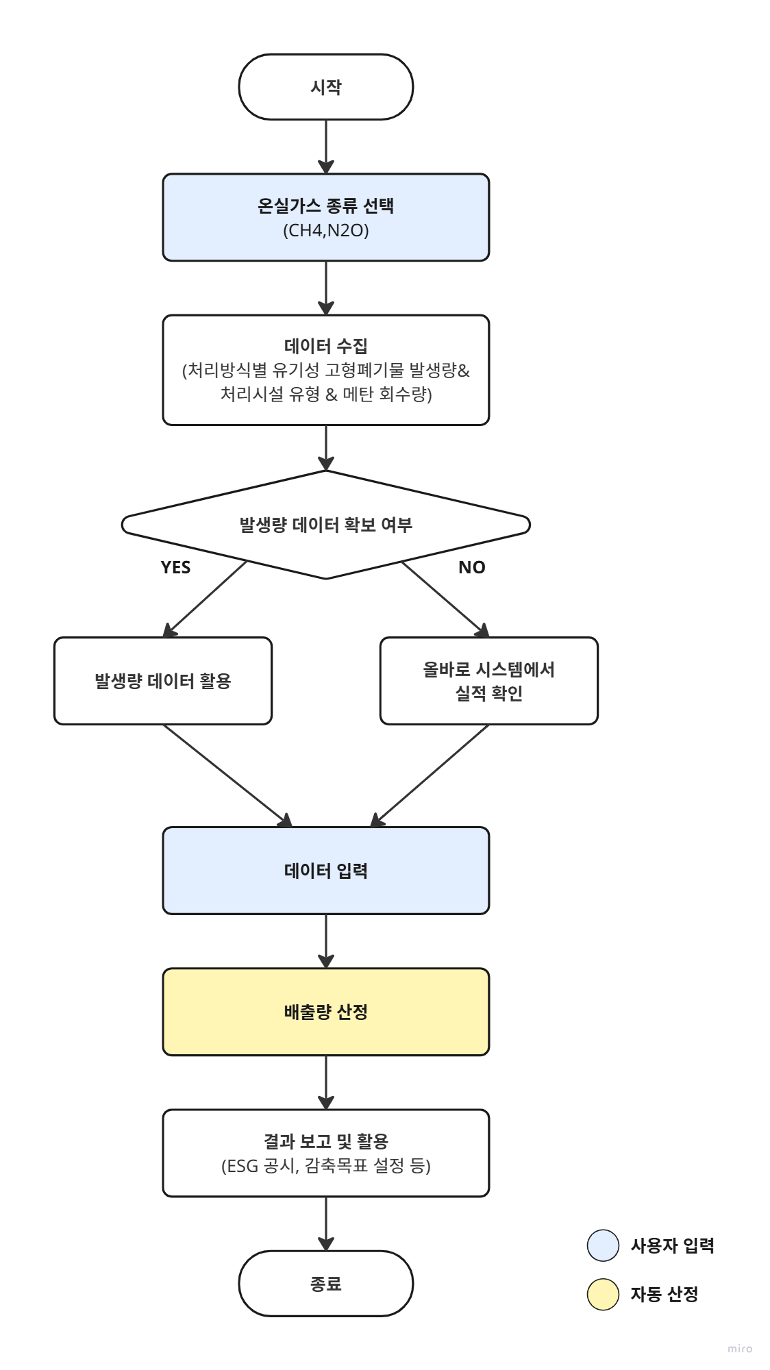 시작
온실가스 종류 선택
(CH4,N2O)
데이터 수집
(처리방식별 유기성 고형폐기물 발생량&
처리시설 유형 & 메탄 회수량)
발생량 데이터 확보 여부
YES
NO
발생량 데이터 활용
올바로 시스템에서
실적 확인
데이터 입력
배출량 산정
결과 보고 및 활용
(ESG 공시, 감축목표 설정 등)
종료
사용자 입력
자동 산정
miro